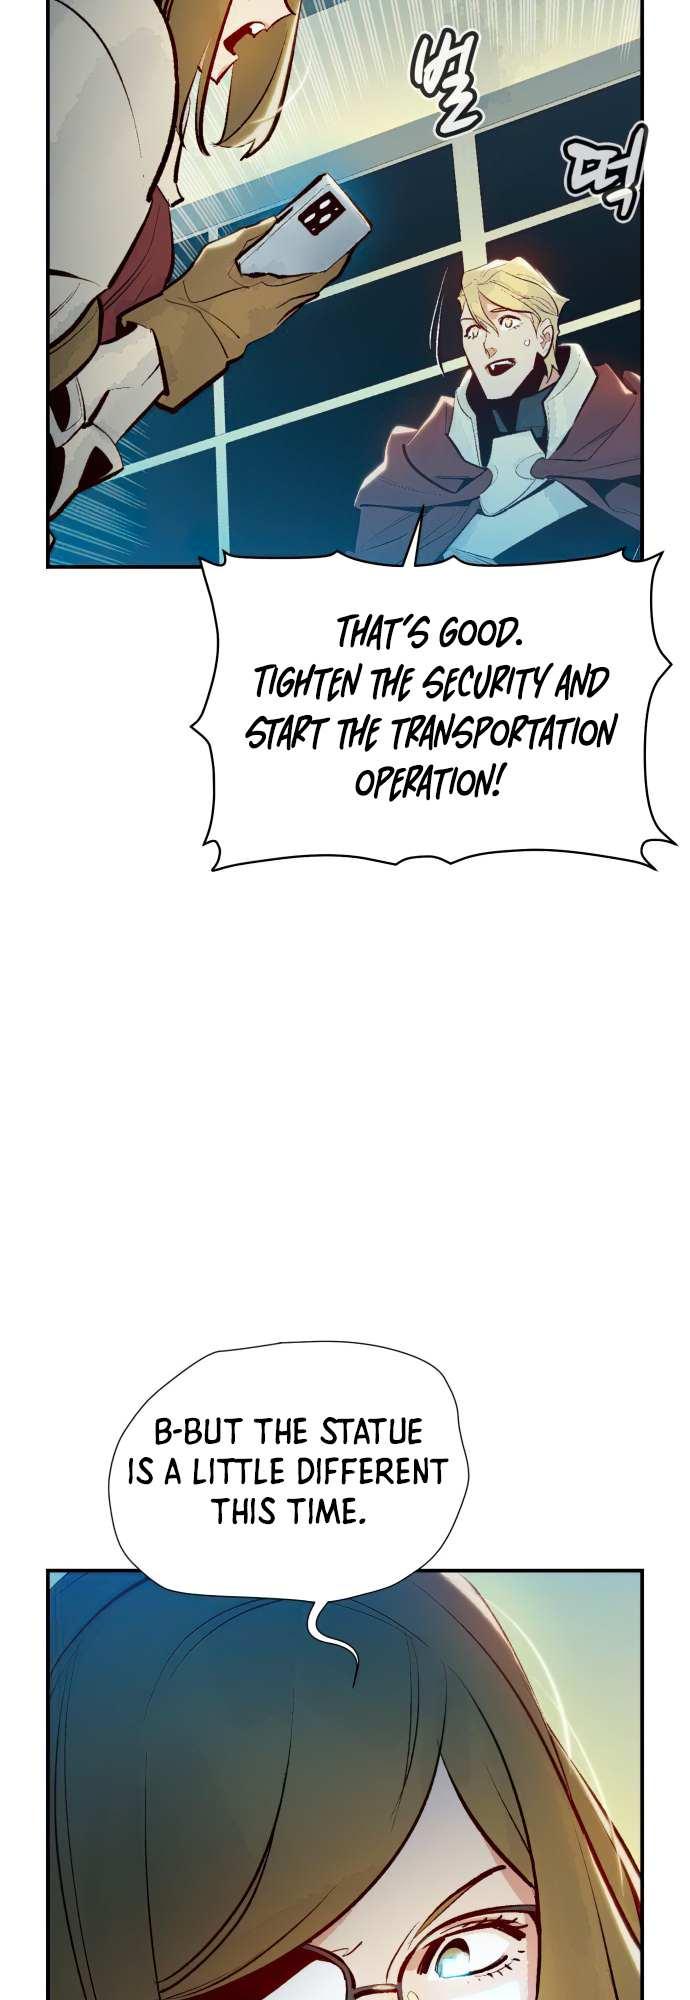 벌
떡
THAT'S GOOD.
TIGHTEN THE SECURITY AND
START THE TRANSPORTATION
OPERATION!
B-BUT THE STATUE
IS A LITTLE DIFFERENT
THIS TIME.